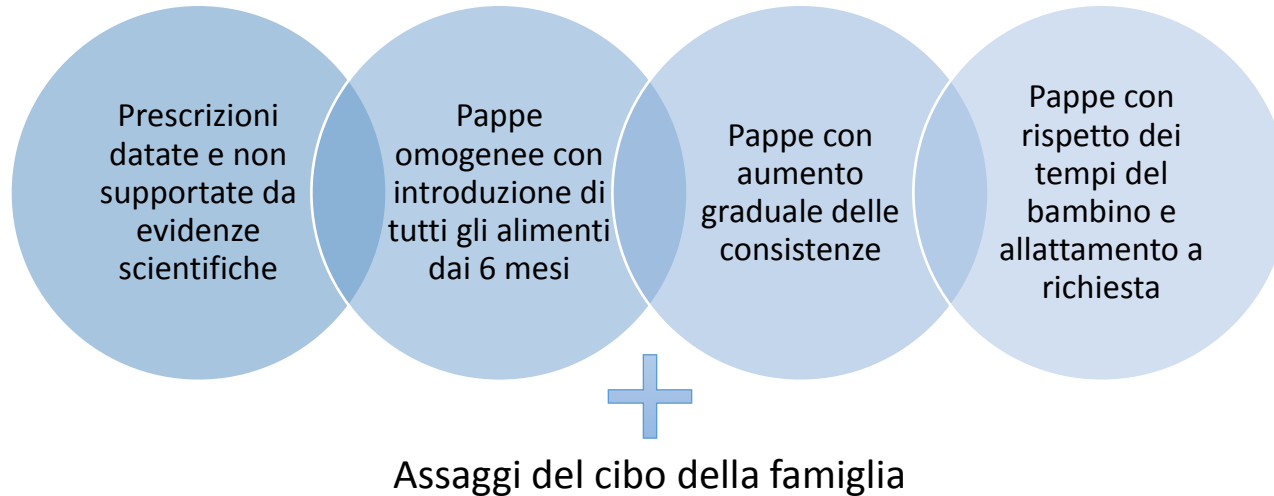 Prescrizioni
datate e non
supportate da
evidenze
scientifiche
Pappe
omogenee con
introduzione di
tutti gli alimenti
dai 6 mesi
Pappe con
aumento
graduale delle
consistenze
Pappe con
rispetto dei
tempi del
bambino e
allattamento a
richiesta
Assaggi del cibo della famiglia